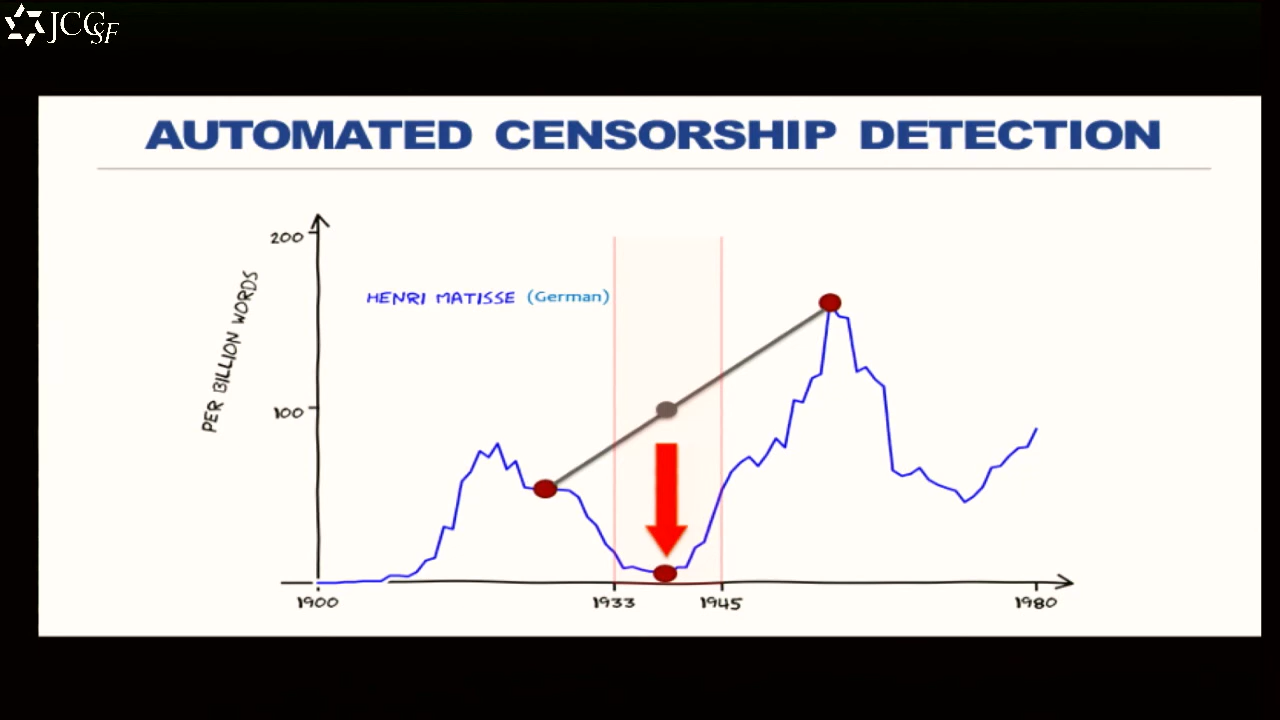 JCCSF
AUTOMATED CENSORSHIP DETECTION
200
HENRI MATISSE (German)
PER BILLION WORDS
100
1900 1933 1945 1980